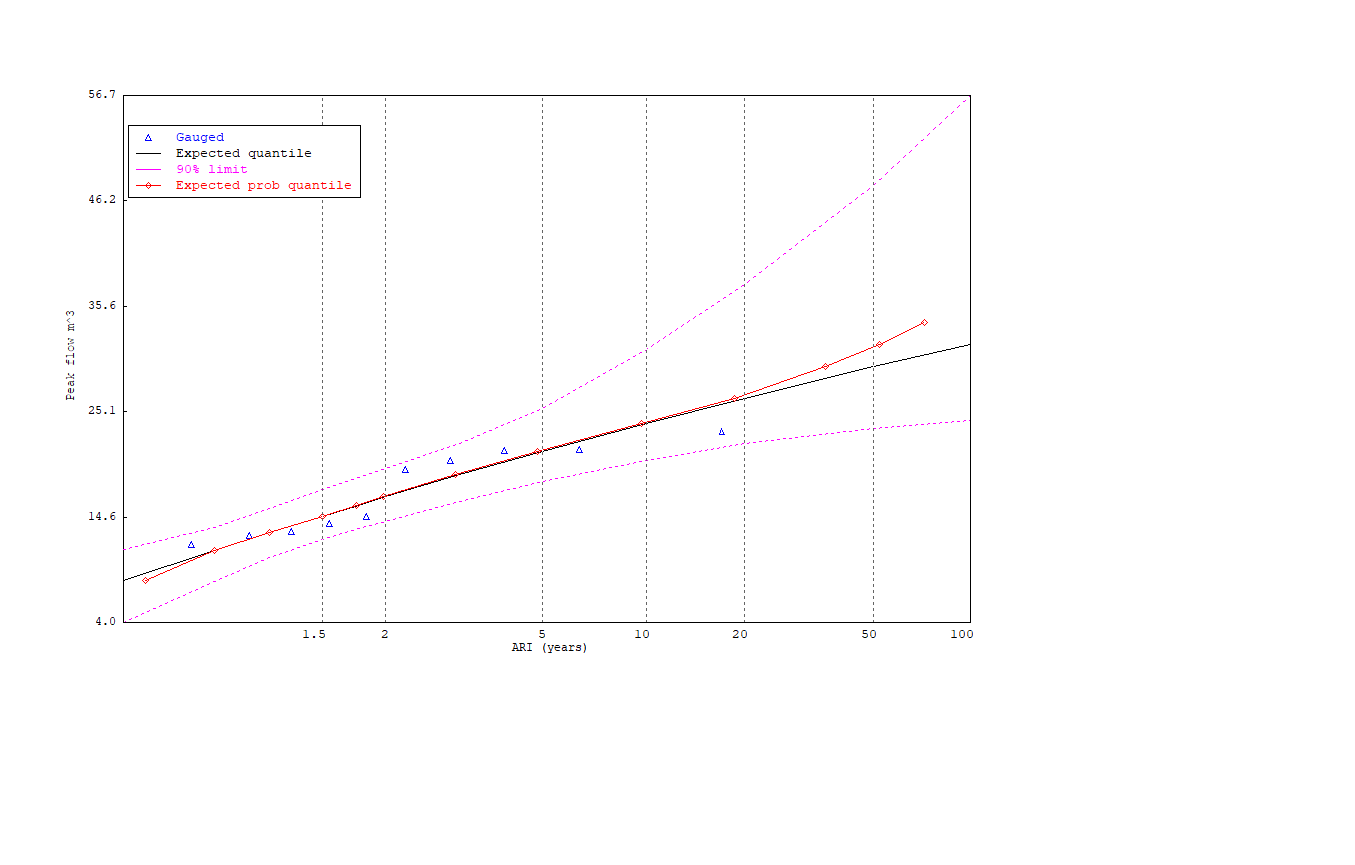 56.7
Gauged
Expected quantile
90% limit
Expected prob quantile
46.2
35.6
Peak flow m^3
25.1
14.6
4.0
1.5 2 5 10 20 50 100
ARI (years)